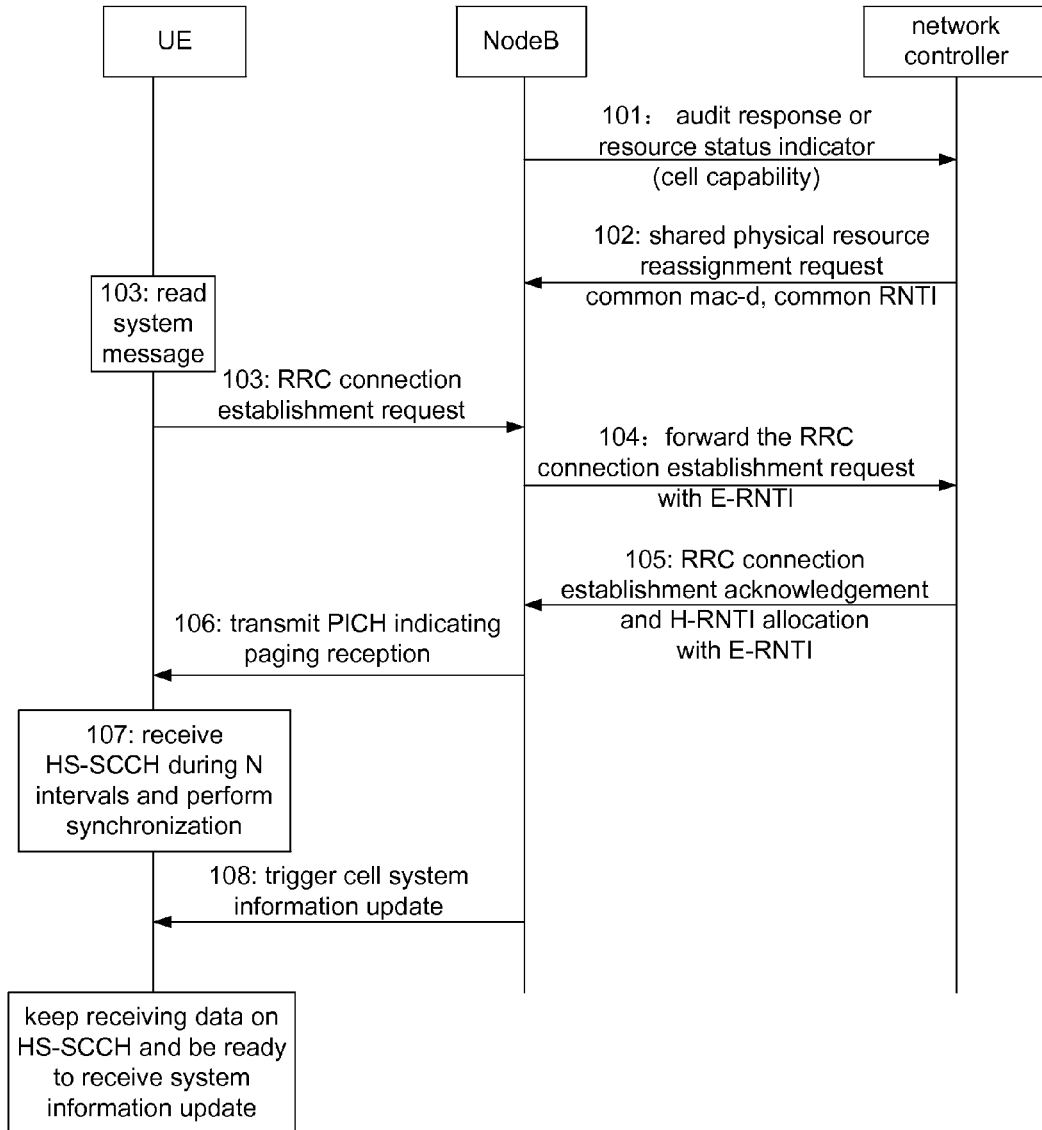 UE
NodeB
network
controller
101： audit response or
resource status indicator
(cell capability)
102: shared physical resource
reassignment request
common mac-d, common RNTI
103: read
system
message
103: RRC connection
establishment request
104： forward the RRC
connection establishment request
with E-RNTI
105: RRC connection
establishment acknowledgement
and H-RNTI allocation
with E-RNTI
106: transmit PICH indicating
paging reception
107: receive
HS-SCCH during N
intervals and perform
synchronization
108: trigger cell system
information update
keep receiving data on
HS-SCCH and be ready
to receive system
information update